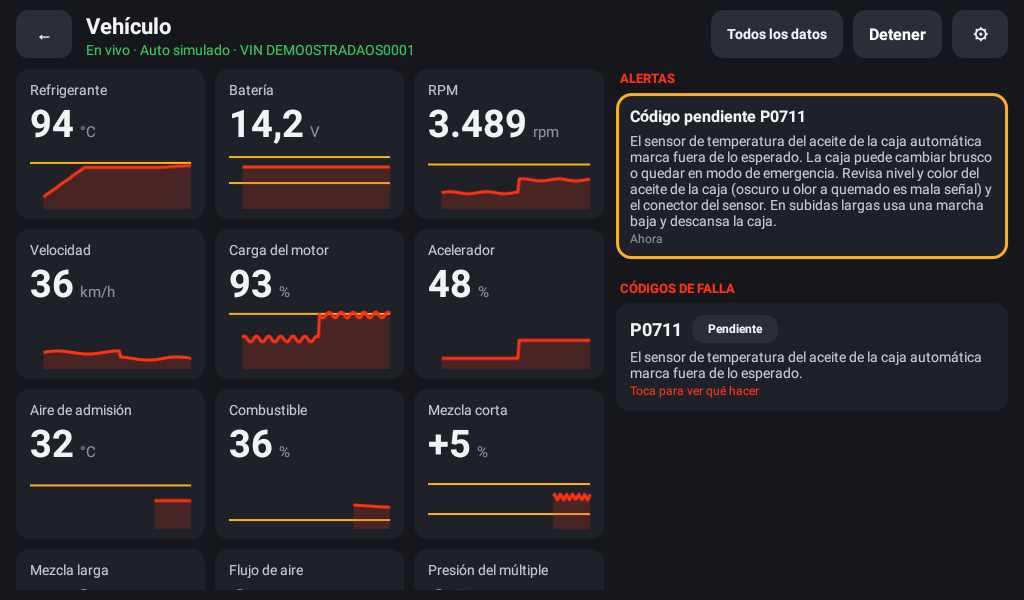 ←
Vehículo
En vivo · Auto simulado · VIN DEMO0STRADAOS0001
Todos los datos
Detener
Refrigerante
94 °C
Batería
14,2 V
RPM
3.489 rpm
Velocidad
36 km/h
Carga del motor
93 %
Acelerador
48 %
Aire de admisión
32 °C
Combustible
36 %
Mezcla corta
+5 %
Mezcla larga
Flujo de aire
Presión del múltiple
ALERTAS
Código pendiente P0711
El sensor de temperatura del aceite de la caja automática
marca fuera de lo esperado. La caja puede cambiar brusco
o quedar en modo de emergencia. Revisa nivel y color del
aceite de la caja (oscuro u olor a quemado es mala señal) y
el conector del sensor. En subidas largas usa una marcha
baja y descansa la caja.
Ahora
CÓDIGOS DE FALLA
P0711 Pendiente
El sensor de temperatura del aceite de la caja automática
marca fuera de lo esperado.
Toca para ver qué hacer